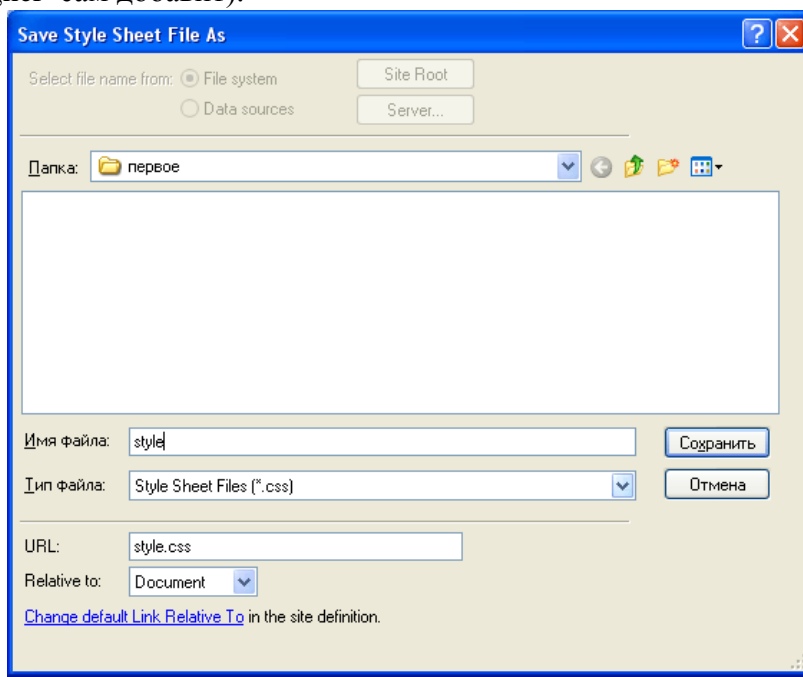 сам добавит).
Save Style Sheet File As
Select file name from: File system Site Root
Data sources Server...
Папка: первое
Имя файла: style Сохранить
Тип файла: Style Sheet Files (*.css) Отмена
URL: style.css
Relative to: Document
Change default Link Relative To in the site definition.